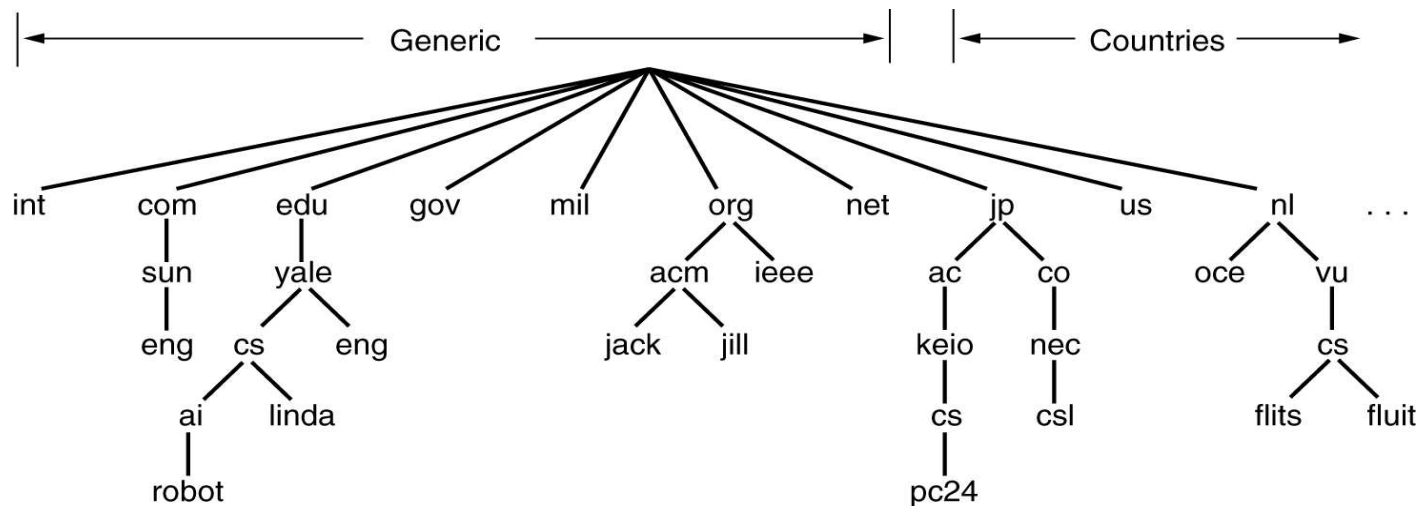 Generic Countries
int com edu gov mil org net jp us nl . . .
sun yale acm ieee ac co oce vu
eng cs eng jack jill keio nec cs
ai linda cs csl flits fluit
robot pc24